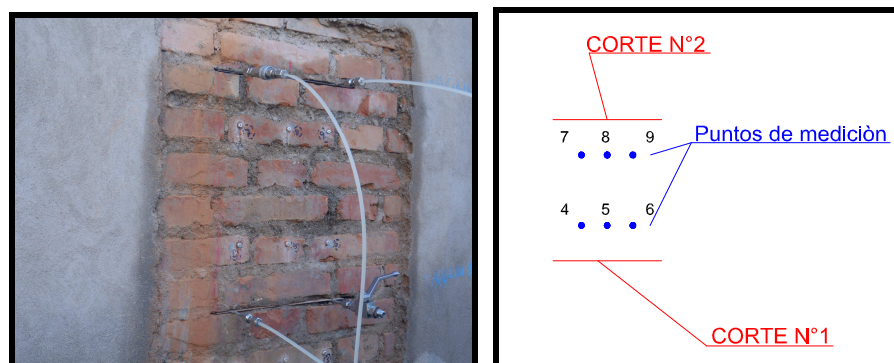 CORTE N°2
7 8 9
Puntos de mediciòn
4 5 6
CORTE N°1